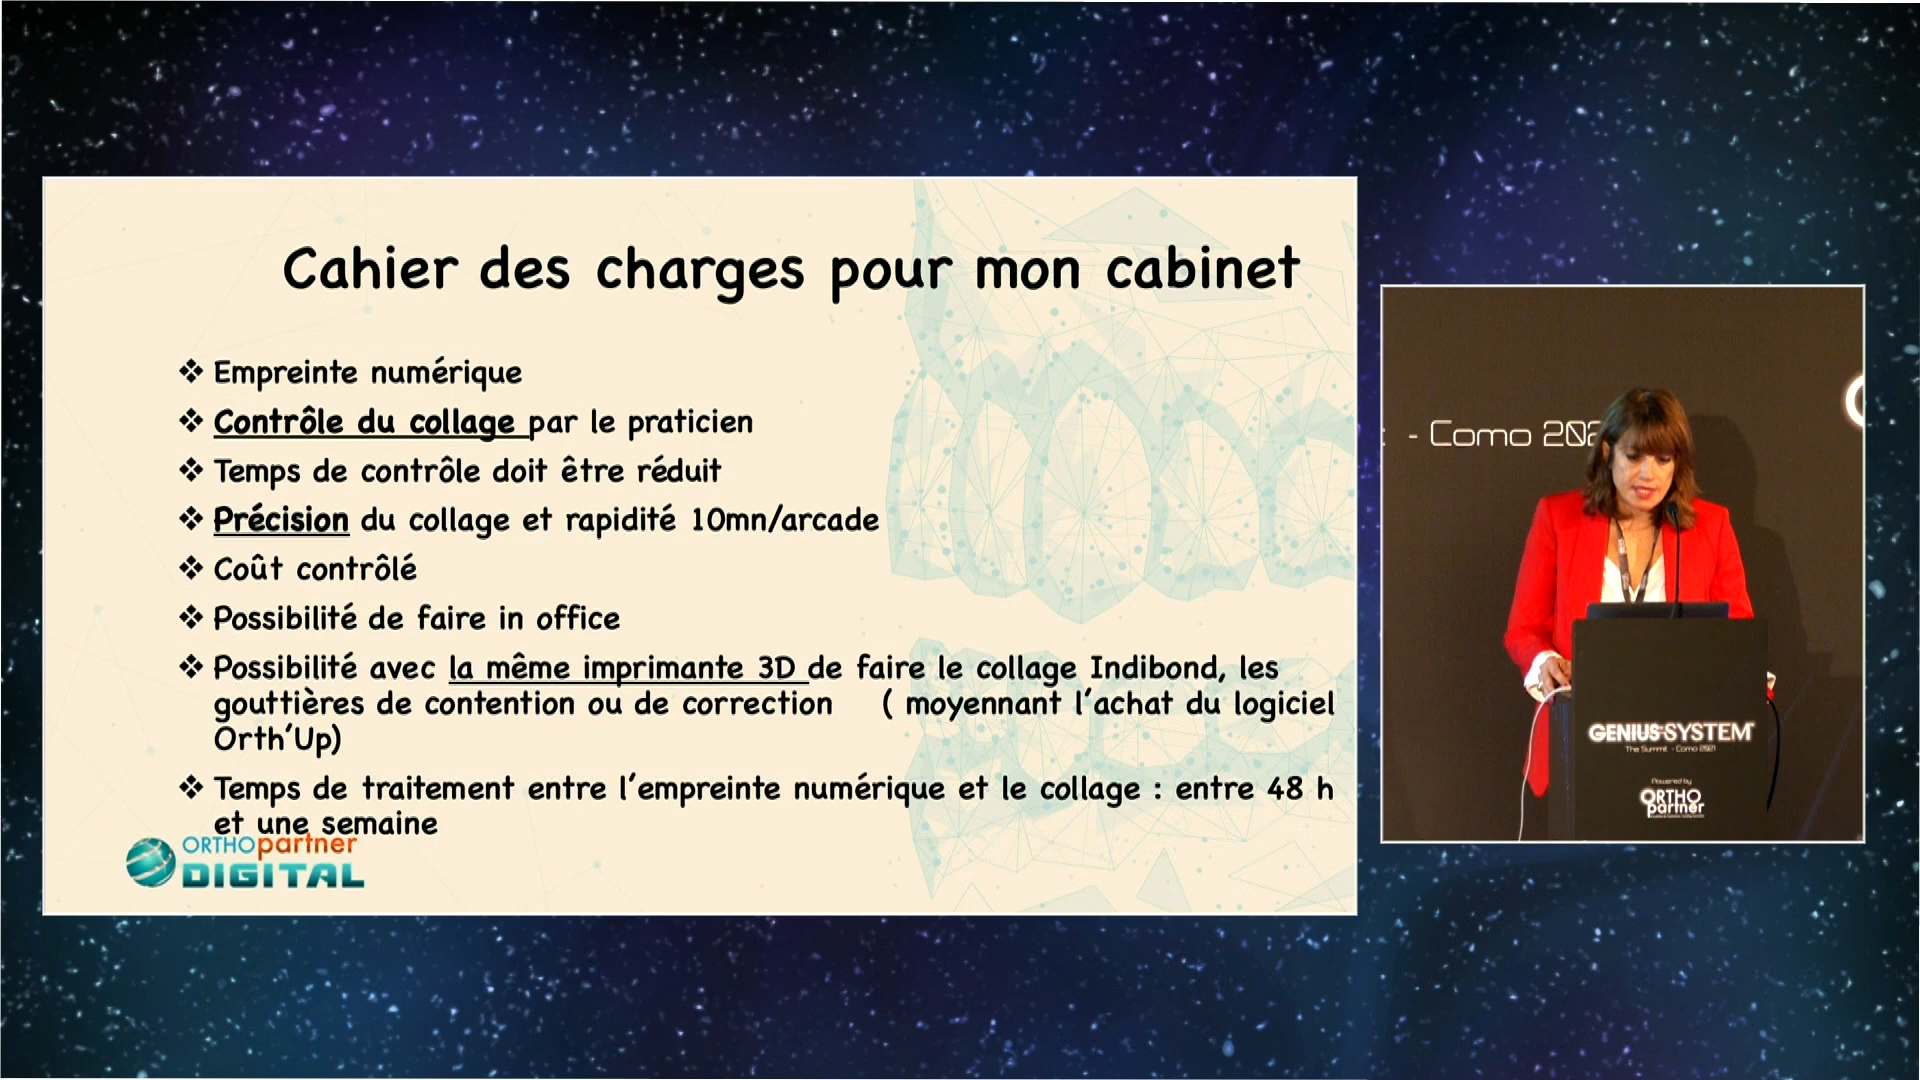 Cahier des charges pour mon cabinet
❖ Empreinte numérique
❖ Contrôle du collage par le praticien
❖ Temps de contrôle doit être réduit
❖ Précision du collage et rapidité 10mn/arcade
❖ Coût contrôlé
❖ Possibilité de faire in office
❖ Possibilité avec la même imprimante 3D de faire le collage Indibond, les
gouttières de contention ou de correction ( moyennant l’achat du logiciel
Orth’Up)
❖ Temps de traitement entre l’empreinte numérique et le collage : entre 48 h
et une semaine
ORTHOpartner
DIGITAL
- Como
GENIUS SYSTEM
The Summit - Como 2021
Powered by
ORTHO
partner